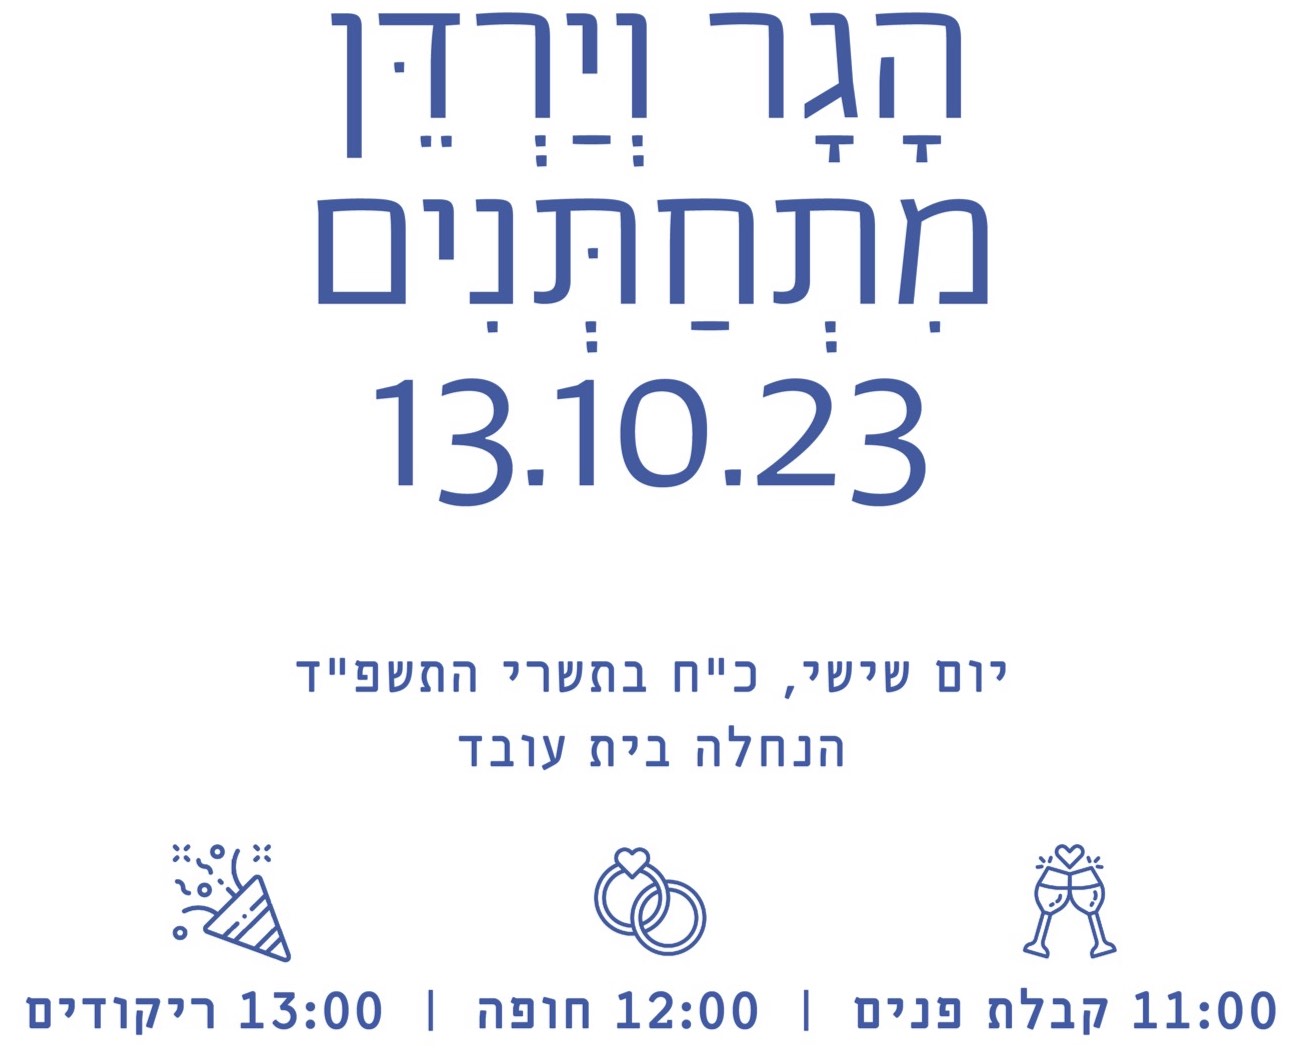 הָגָר וְיַרְדֵּן
מִתְחַתְּנִים
13.10.23
יום שישי, כ"ח בתשרי התשפ"ד
הנחלה בית עובד
11:00 קבלת פנים | 12:00 חופה | 13:00 ריקודים